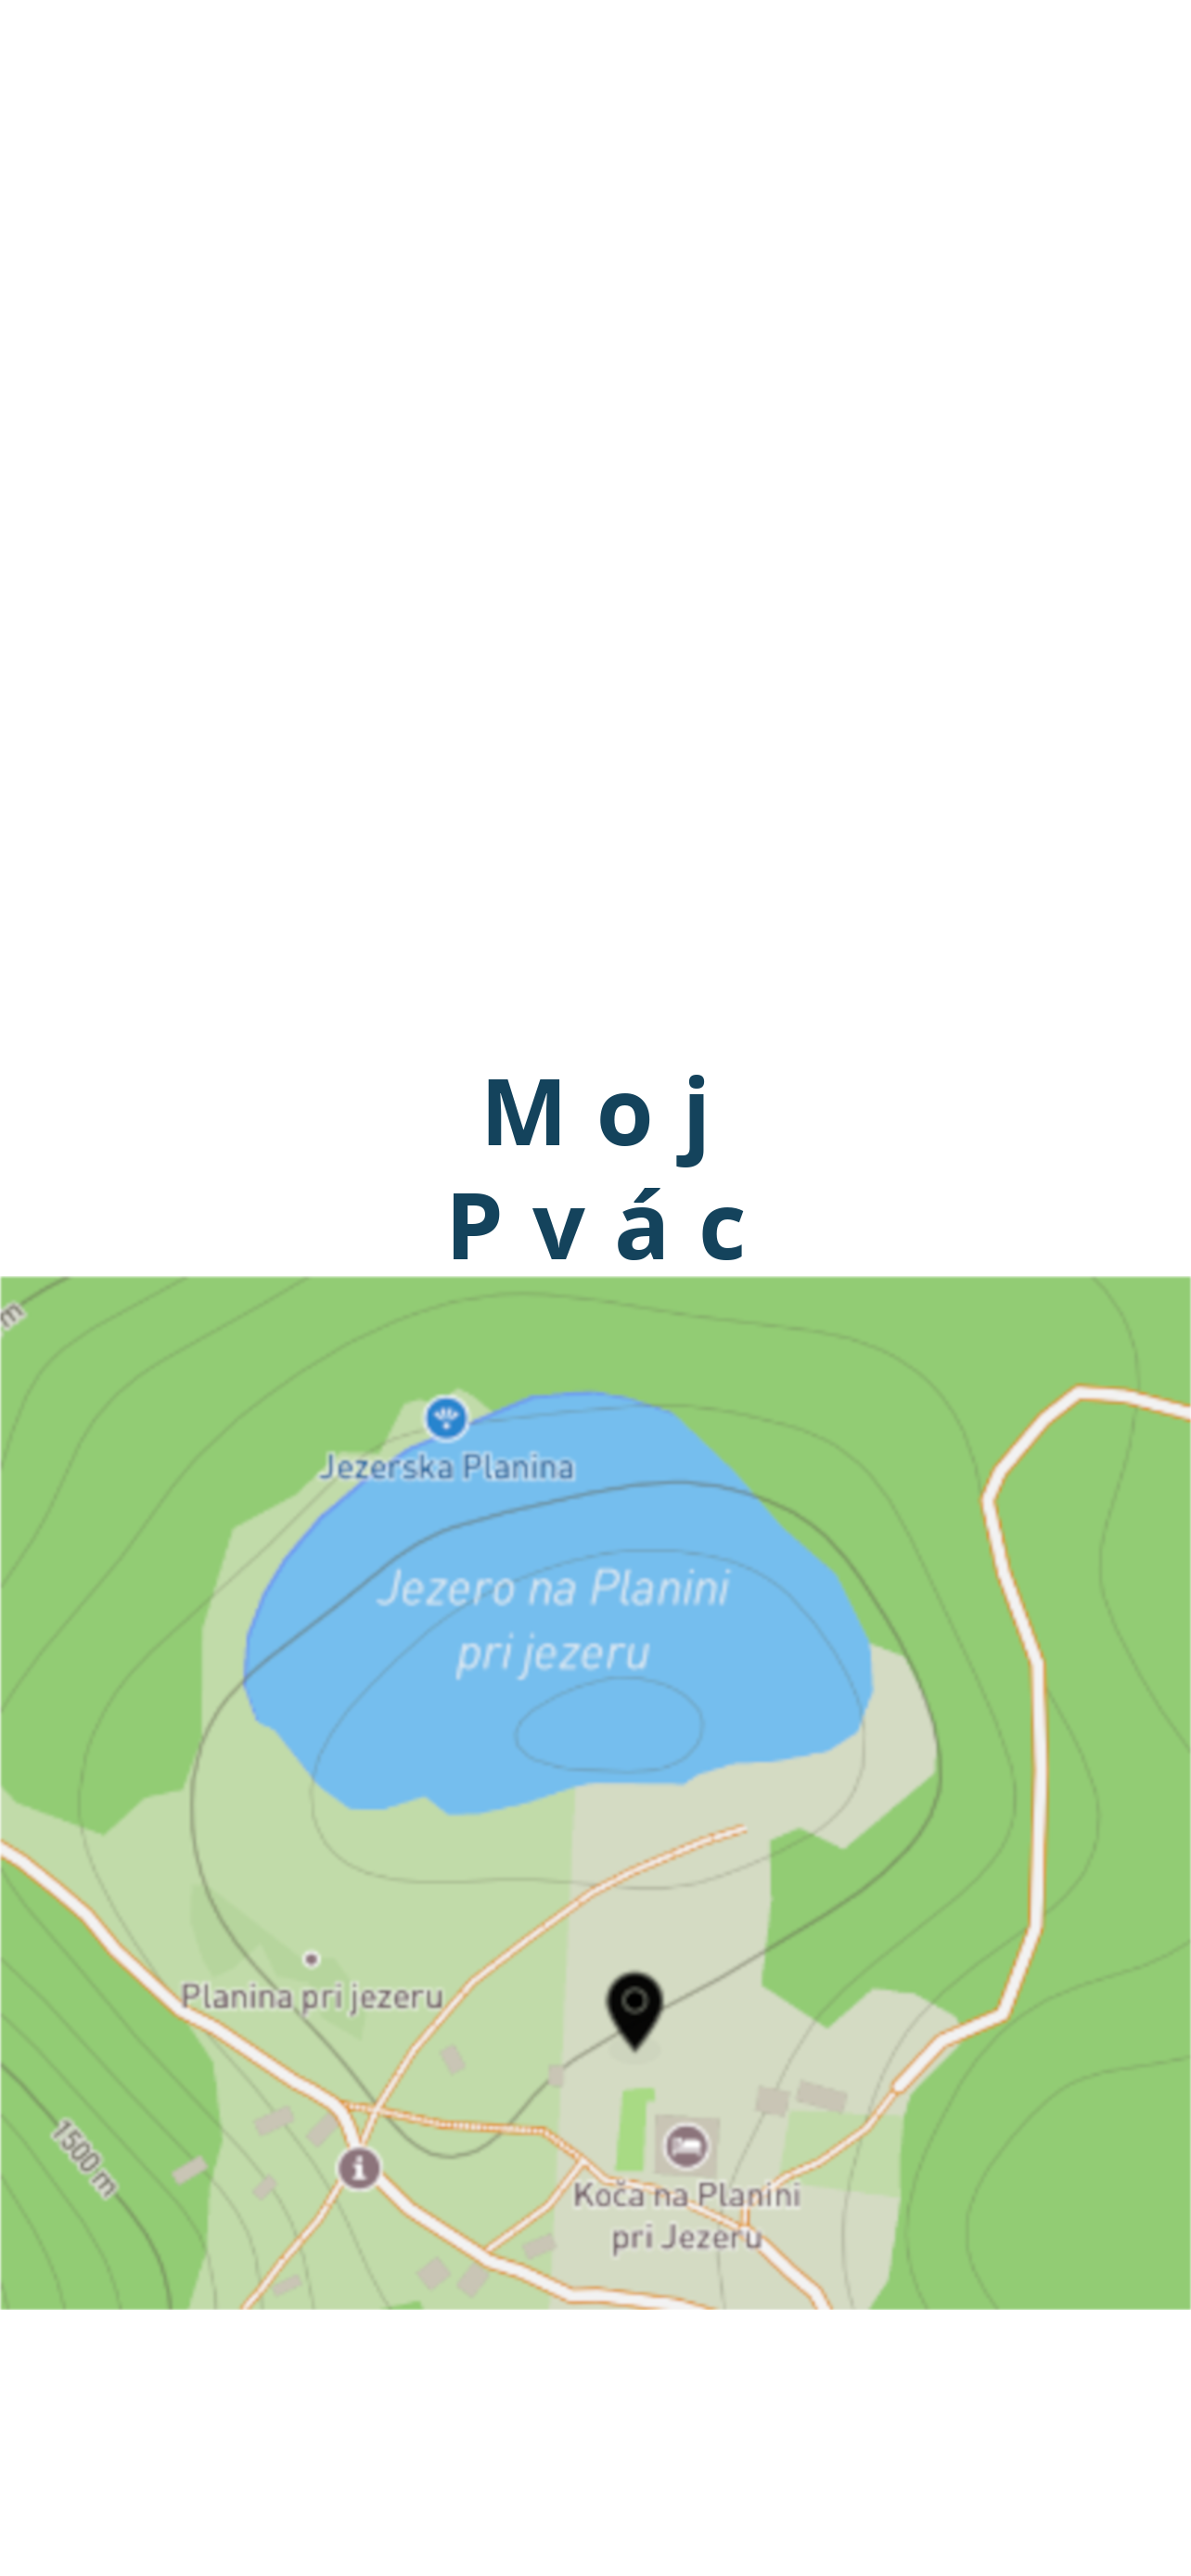 M o j
P v á c
m
Jezerska Planina
Jezero na Planini
pri jezeru
Planina pri jezeru
1500 m
Koča na Planini
pri Jezeru